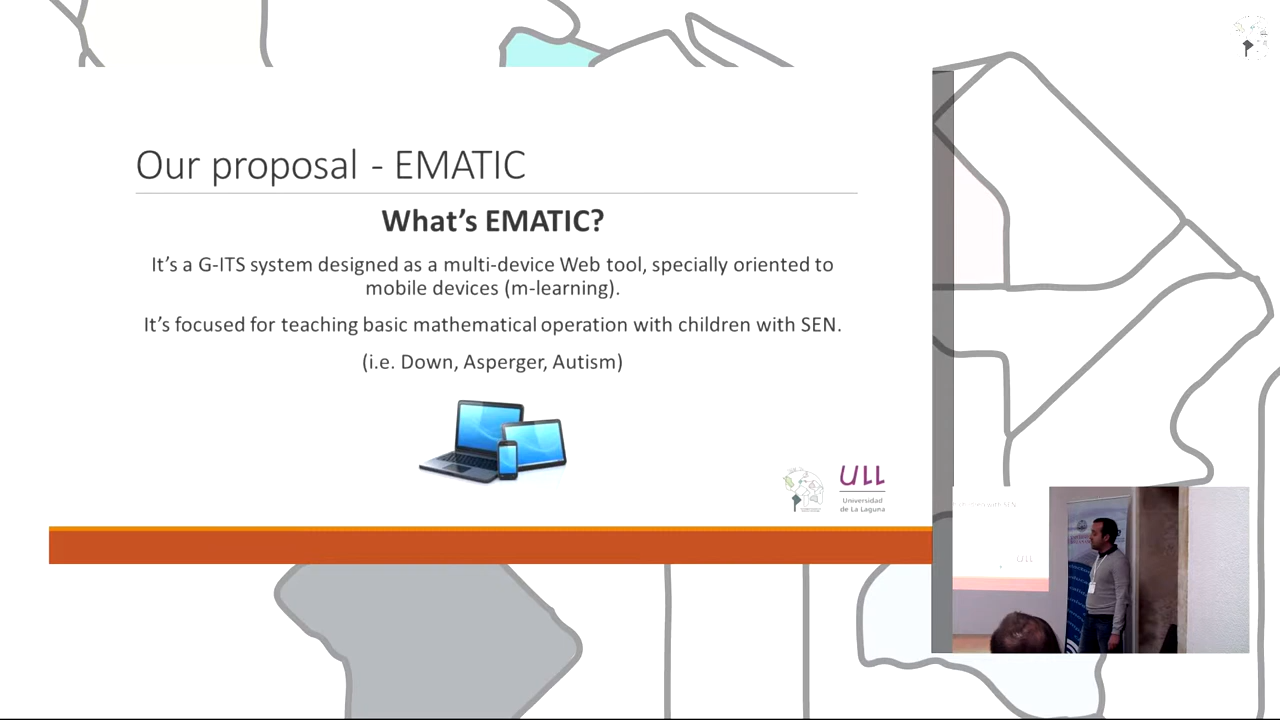 Our proposal - EMATIC
What's EMATIC?
It's a G-ITS system designed as a multi-device Web tool, specially oriented to
mobile devices (m-learning).
It's focused for teaching basic mathematical operation with children with SEN.
(i.e. Down, Asperger, Autism)
ULL
Universidad
de La Laguna
ULL